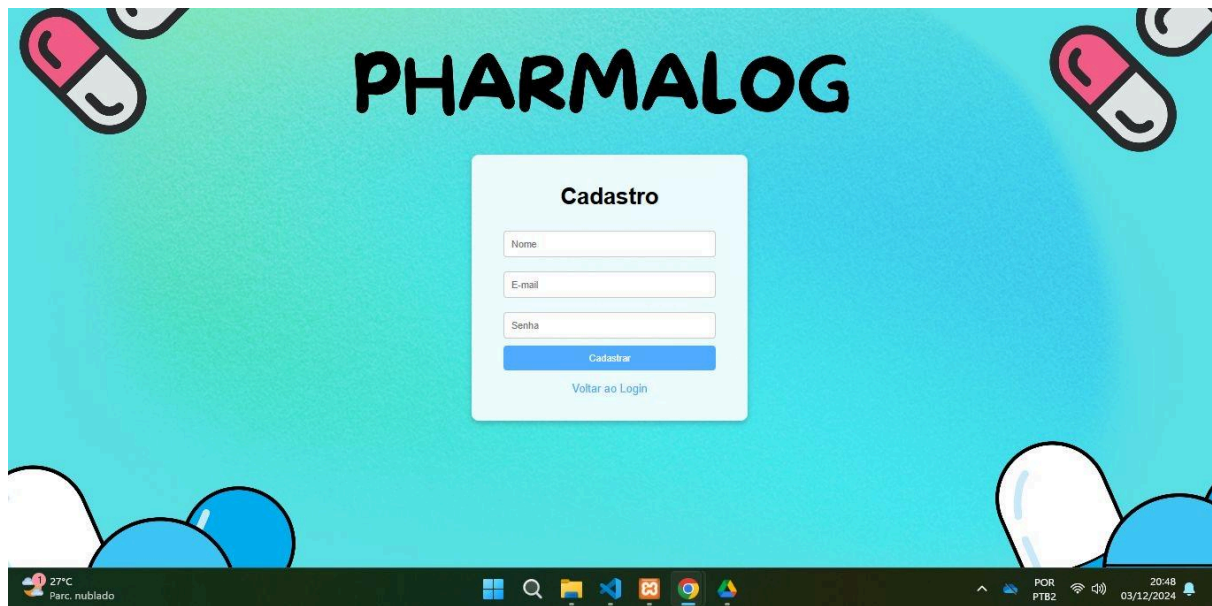 PHARMALOG
Cadastro
Nome
E-mail
Senha
Cadastrar
Voltar ao Login
1
27°C
Parc. nublado
POR
PTB2
20:48
03/12/2024